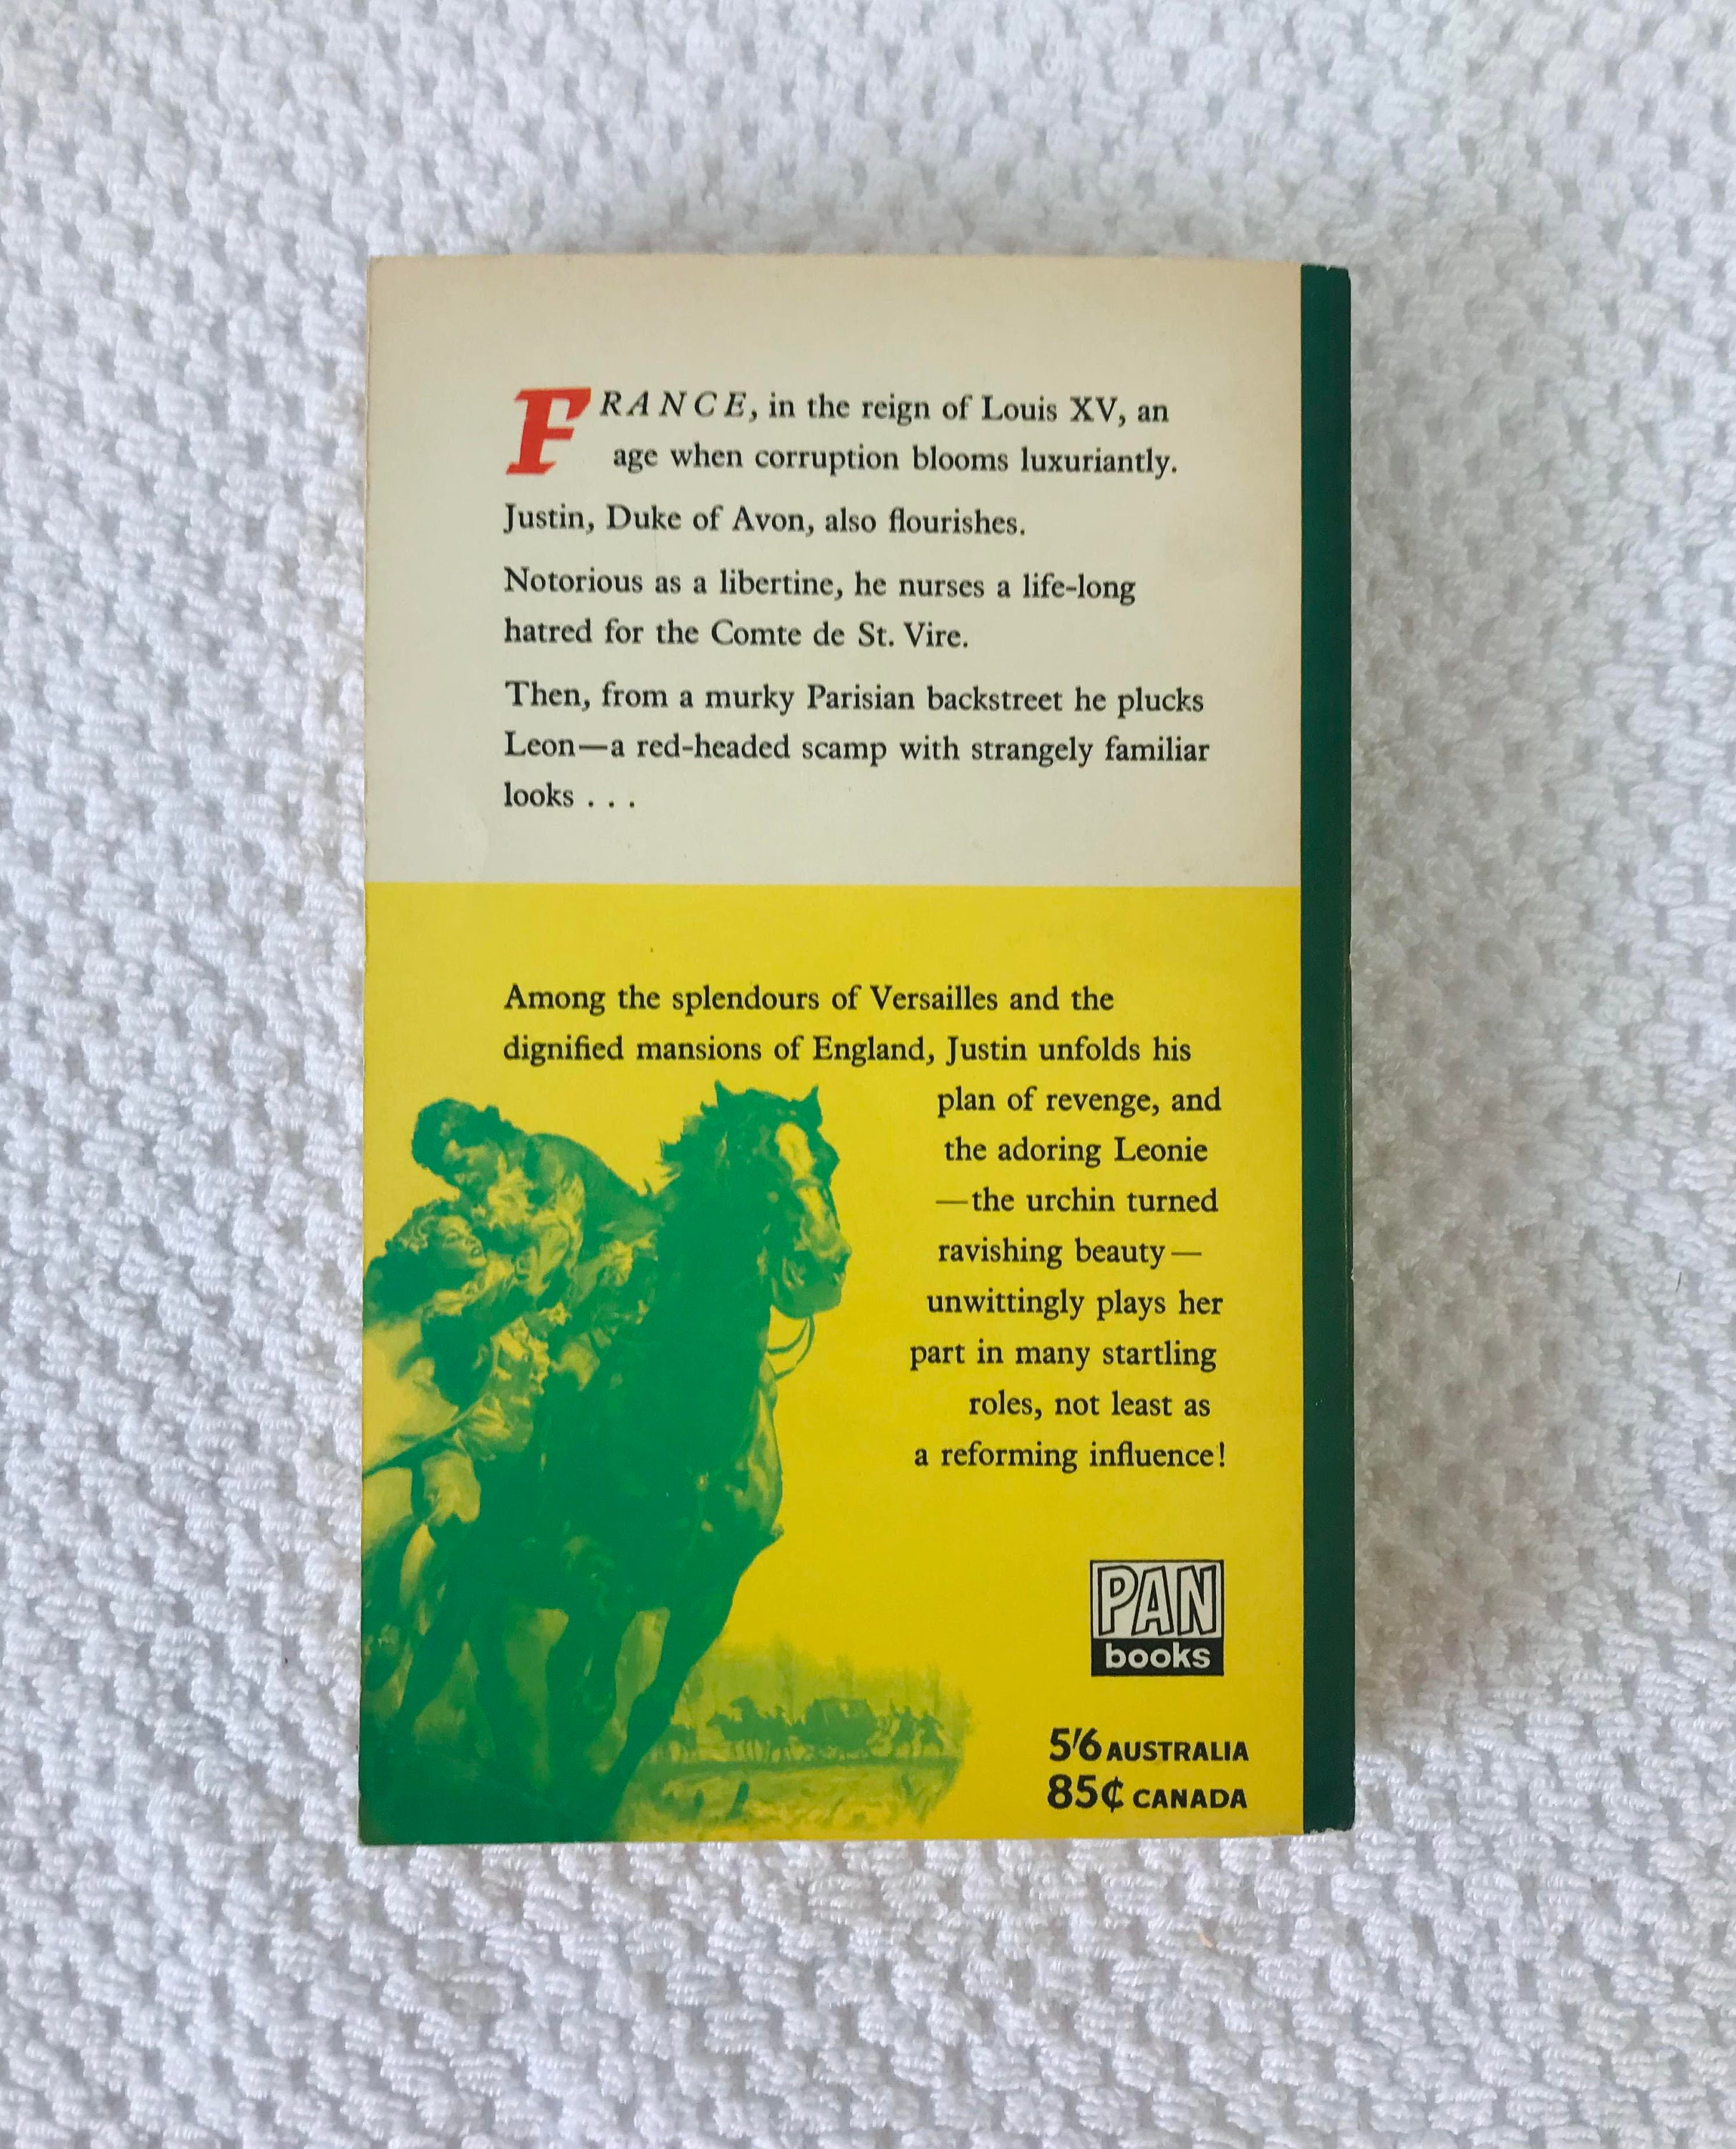 FRANCE, in the reign of Louis XV, an
age when corruption blooms luxuriantly.
Justin, Duke of Avon, also flourishes.
Notorious as a libertine, he nurses a life-long
hatred for the Comte de St. Vire.
Then, from a murky Parisian backstreet he plucks
Leon—a red-headed scamp with strangely familiar
looks . . .
Among the splendours of Versailles and the
dignified mansions of England, Justin unfolds his
plan of revenge, and
the adoring Leonie
—the urchin turned
ravishing beauty—
unwittingly plays her
part in many startling
roles, not least as
a reforming influence!
PAN
books
5'6 AUSTRALIA
85¢ CANADA